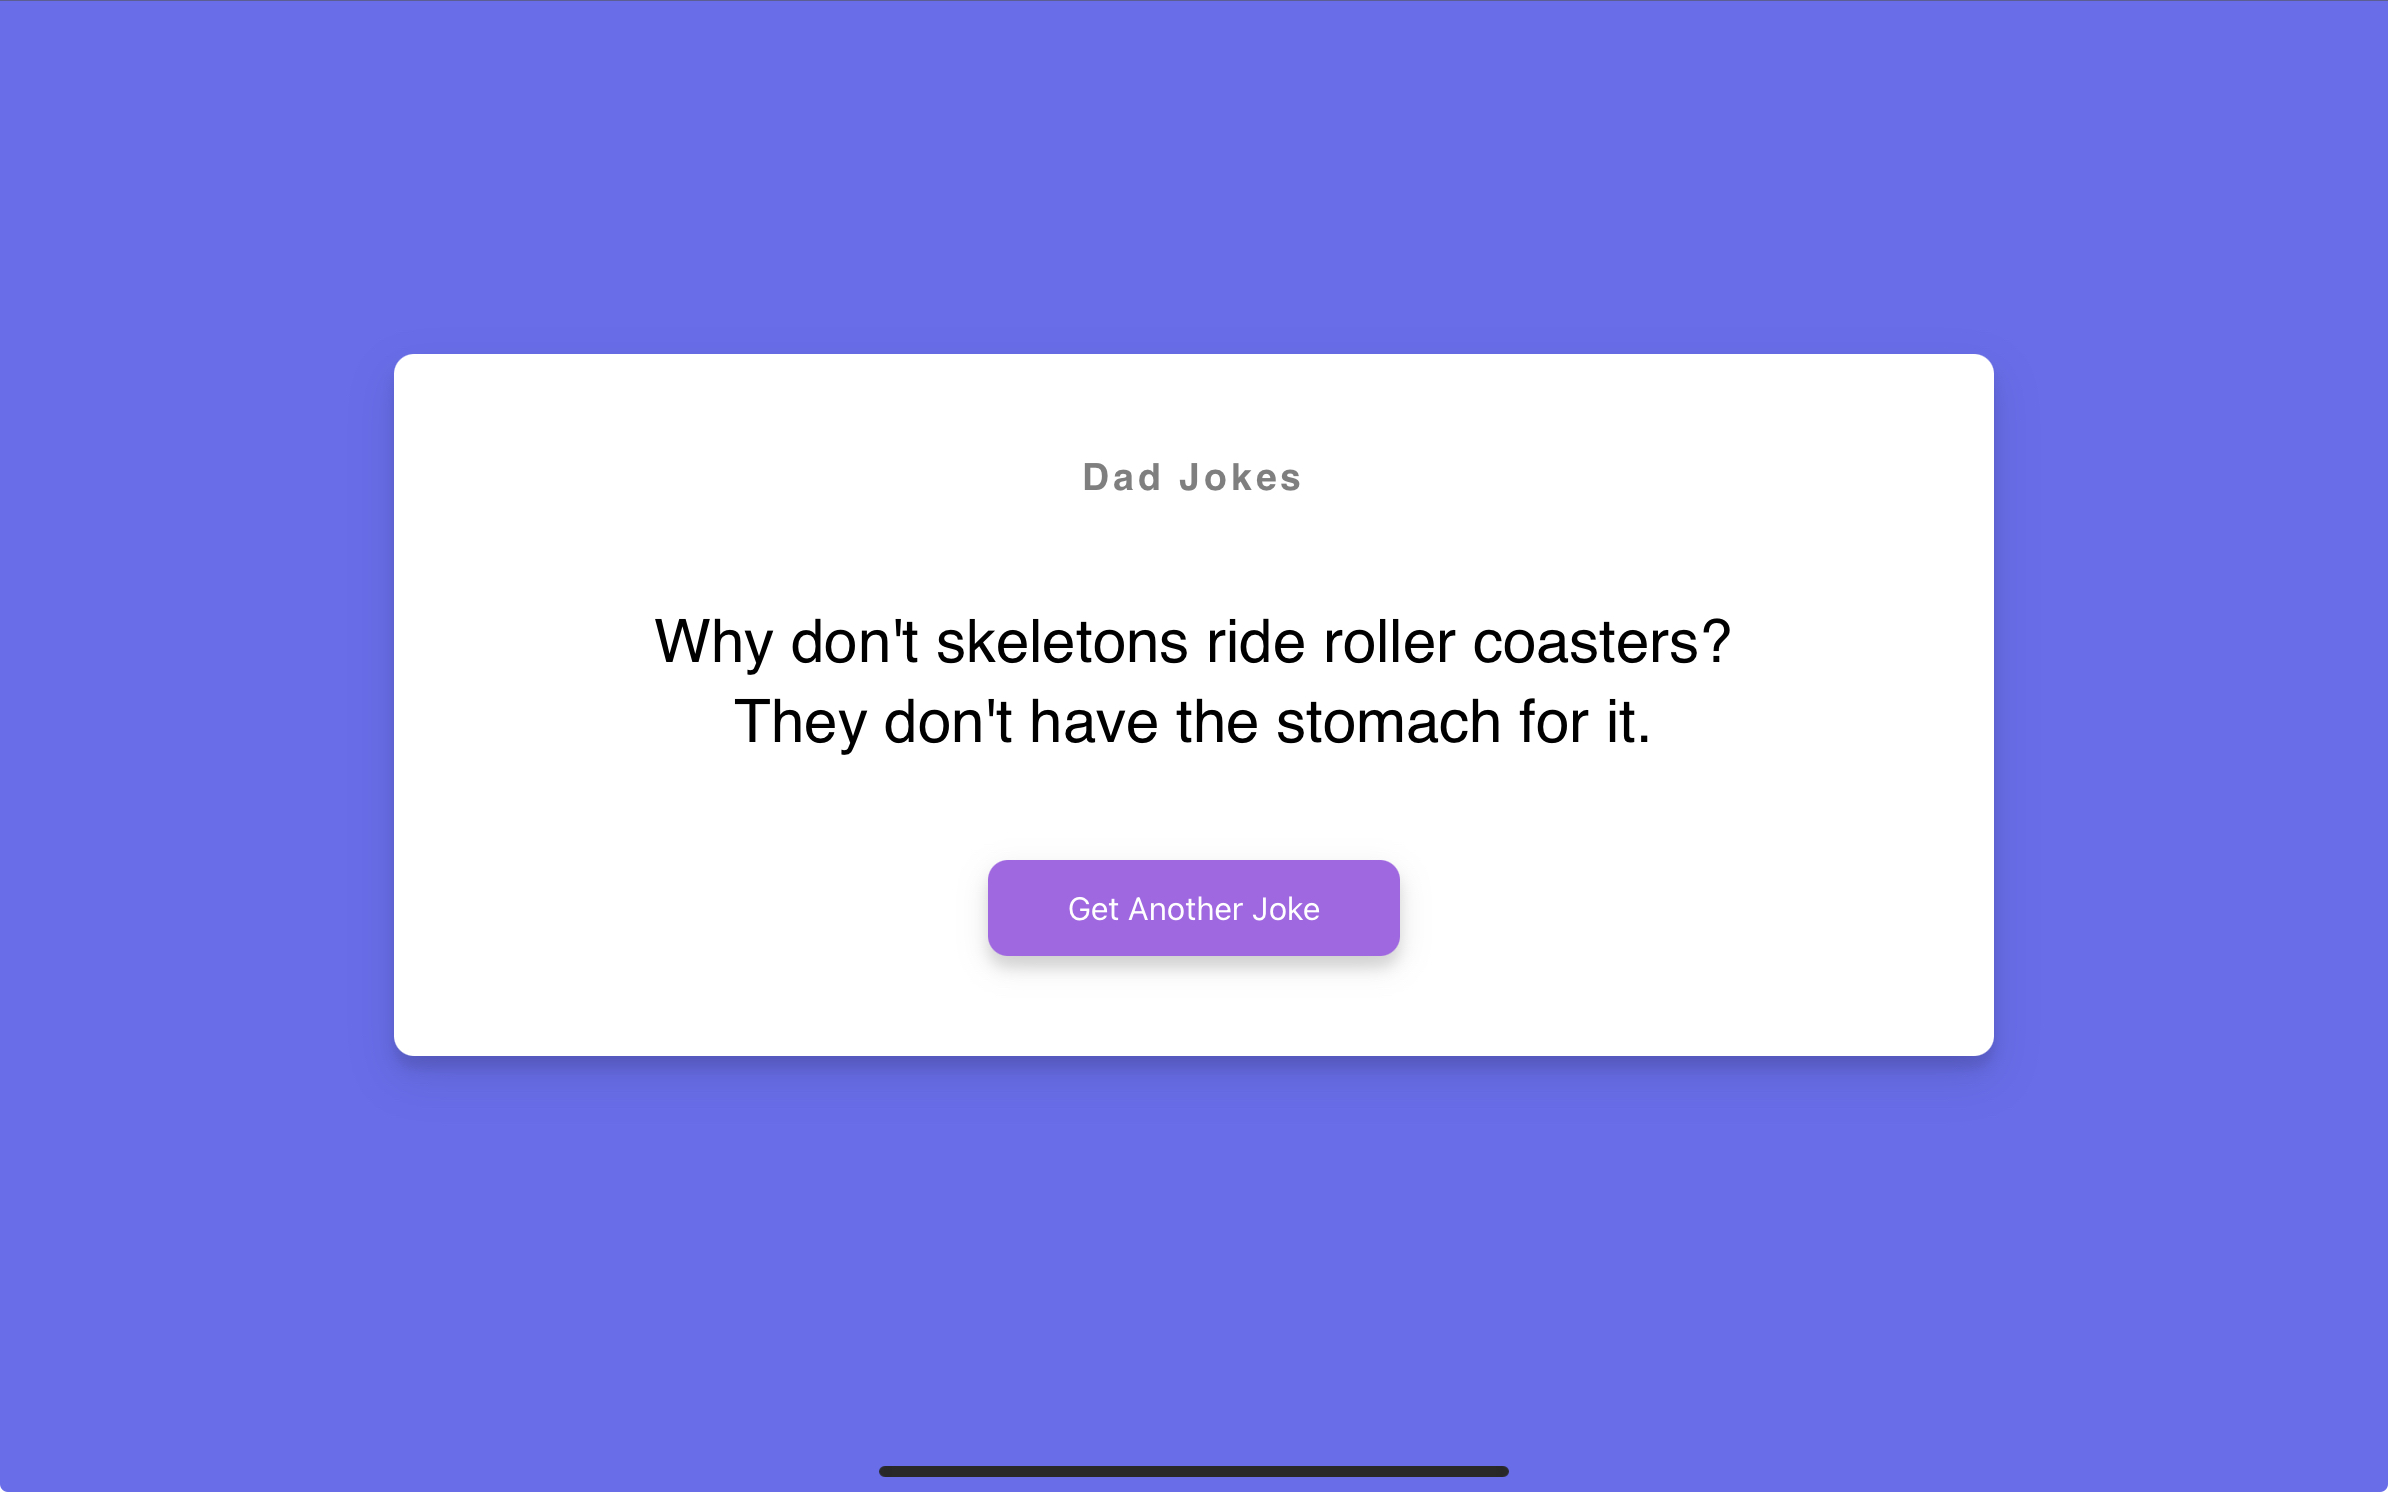 Dad Jokes
Why don't skeletons ride roller coasters?
They don't have the stomach for it.
Get Another Joke